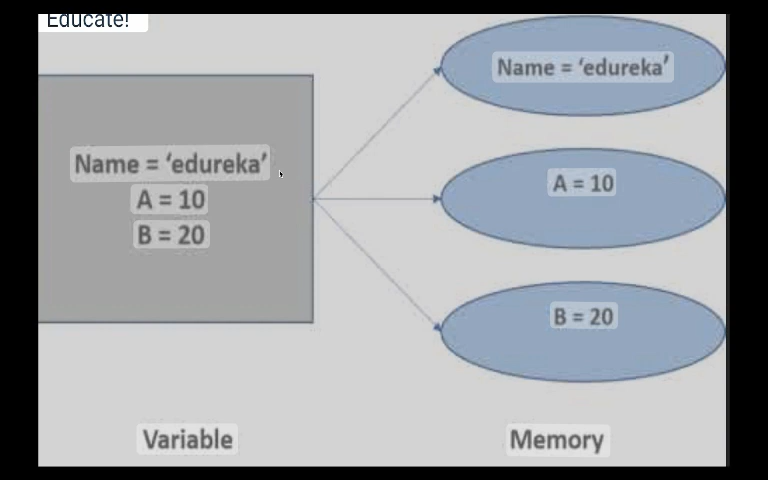 Educate!
Name = ‘edureka’
A = 10
B = 20
Name = ‘edureka’
A = 10
B = 20
Variable
Memory